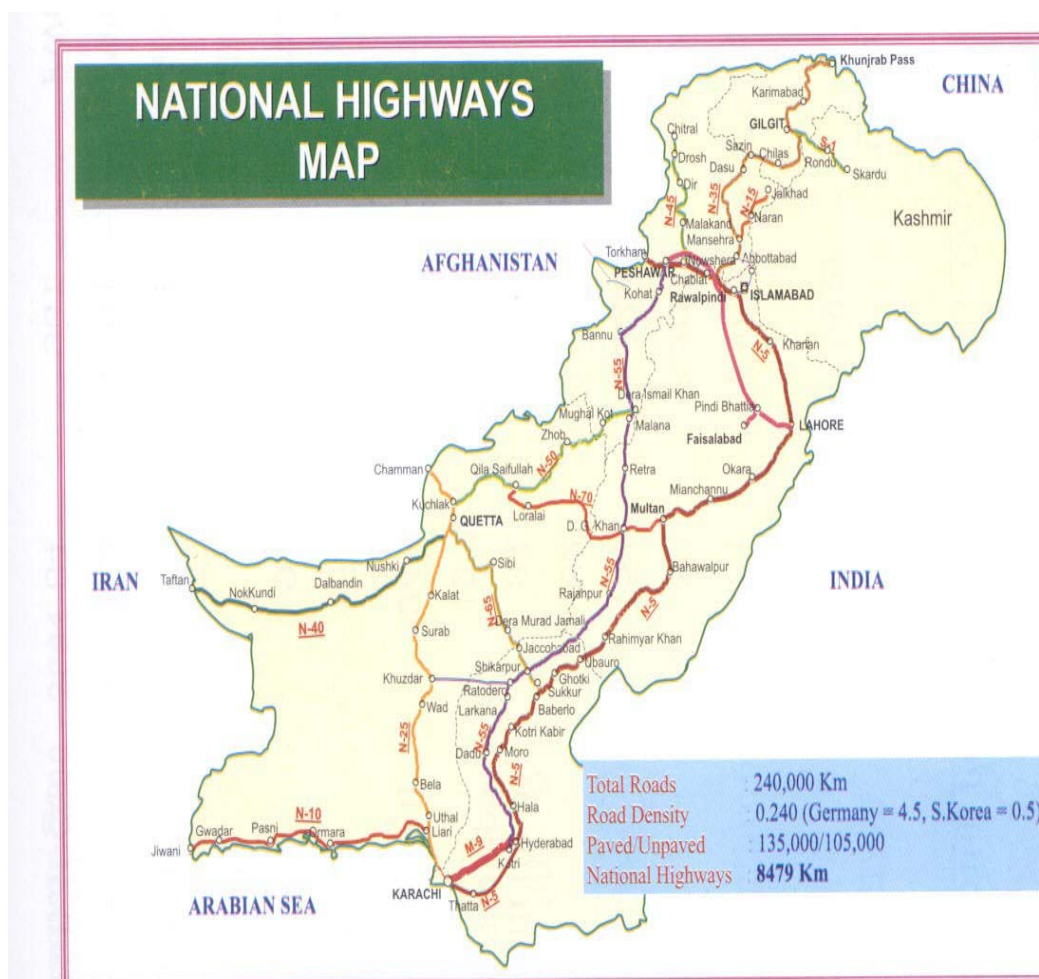 NATIONAL HIGHWAYS
MAP
Khunjrab Pass
CHINA
Karimabad
GILGIT
Chitral
S-1
Sazin
Chilas
Drosh
Rondu
Dasu
Skardu
Dir
N-35
N-15
Jalkhad
N-45
Naran
Kashmir
Malakand
Mansehra
Torkham
Nowshera
Abbottabad
AFGHANISTAN
PESHAWAR
Chablat
Kohat
Rawalpindi
ISLAMABAD
Bannu
N-5
Kharian
N-55
Dera Ismail Khan
Mughal Kot
Pindi Bhattia
Malana
LAHORE
Zhob
Faisalabad
Chamman
Qila Saifullah
N-50
Retra
Okara
N-70
Mianchannu
Kuchlak
Loralai
Multan
QUETTA
D. G. Khan
Nushki
Sibi
Bahawalpur
IRAN
Taftan
Dalbandin
N-55
INDIA
NokKundi
Kalat
Rajanpur
N-65
N-5
N-40
Surab
Dera Murad Jamali
Rahimyar Khan
Jaccohabad
Ubauro
Sbikarpur
Khuzdar
Ghotki
Ratodero
Sukkur
Wad
Larkana
Baberlo
N-25
N-55
Kotri Kabir
Dadu
Moro
N-5
Bela
Hala
N-10
Uthal
Gwadar
Pasni
Ormara
Liari
Jiwani
M-9
Hyderabad
Kotri
KARACHI
N-5
Thatta
ARABIAN SEA
Total Roads : 240,000 Km
Road Density : 0.240 (Germany = 4.5, S.Korea = 0.5)
Paved/Unpaved : 135,000/105,000
National Highways : 8479 Km